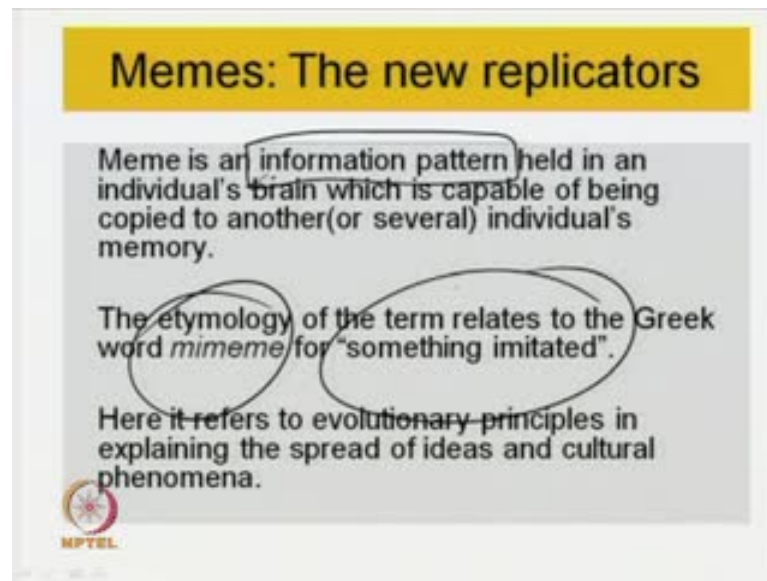 Memes: The new replicators
Meme is an information pattern held in an
individual's brain which is capable of being
copied to another(or several) individual's
memory.
The etymology of the term relates to the Greek
word mimeme for "something imitated".
Here it refers to evolutionary principles in
explaining the spread of ideas and cultural
phenomena.
NPTEL